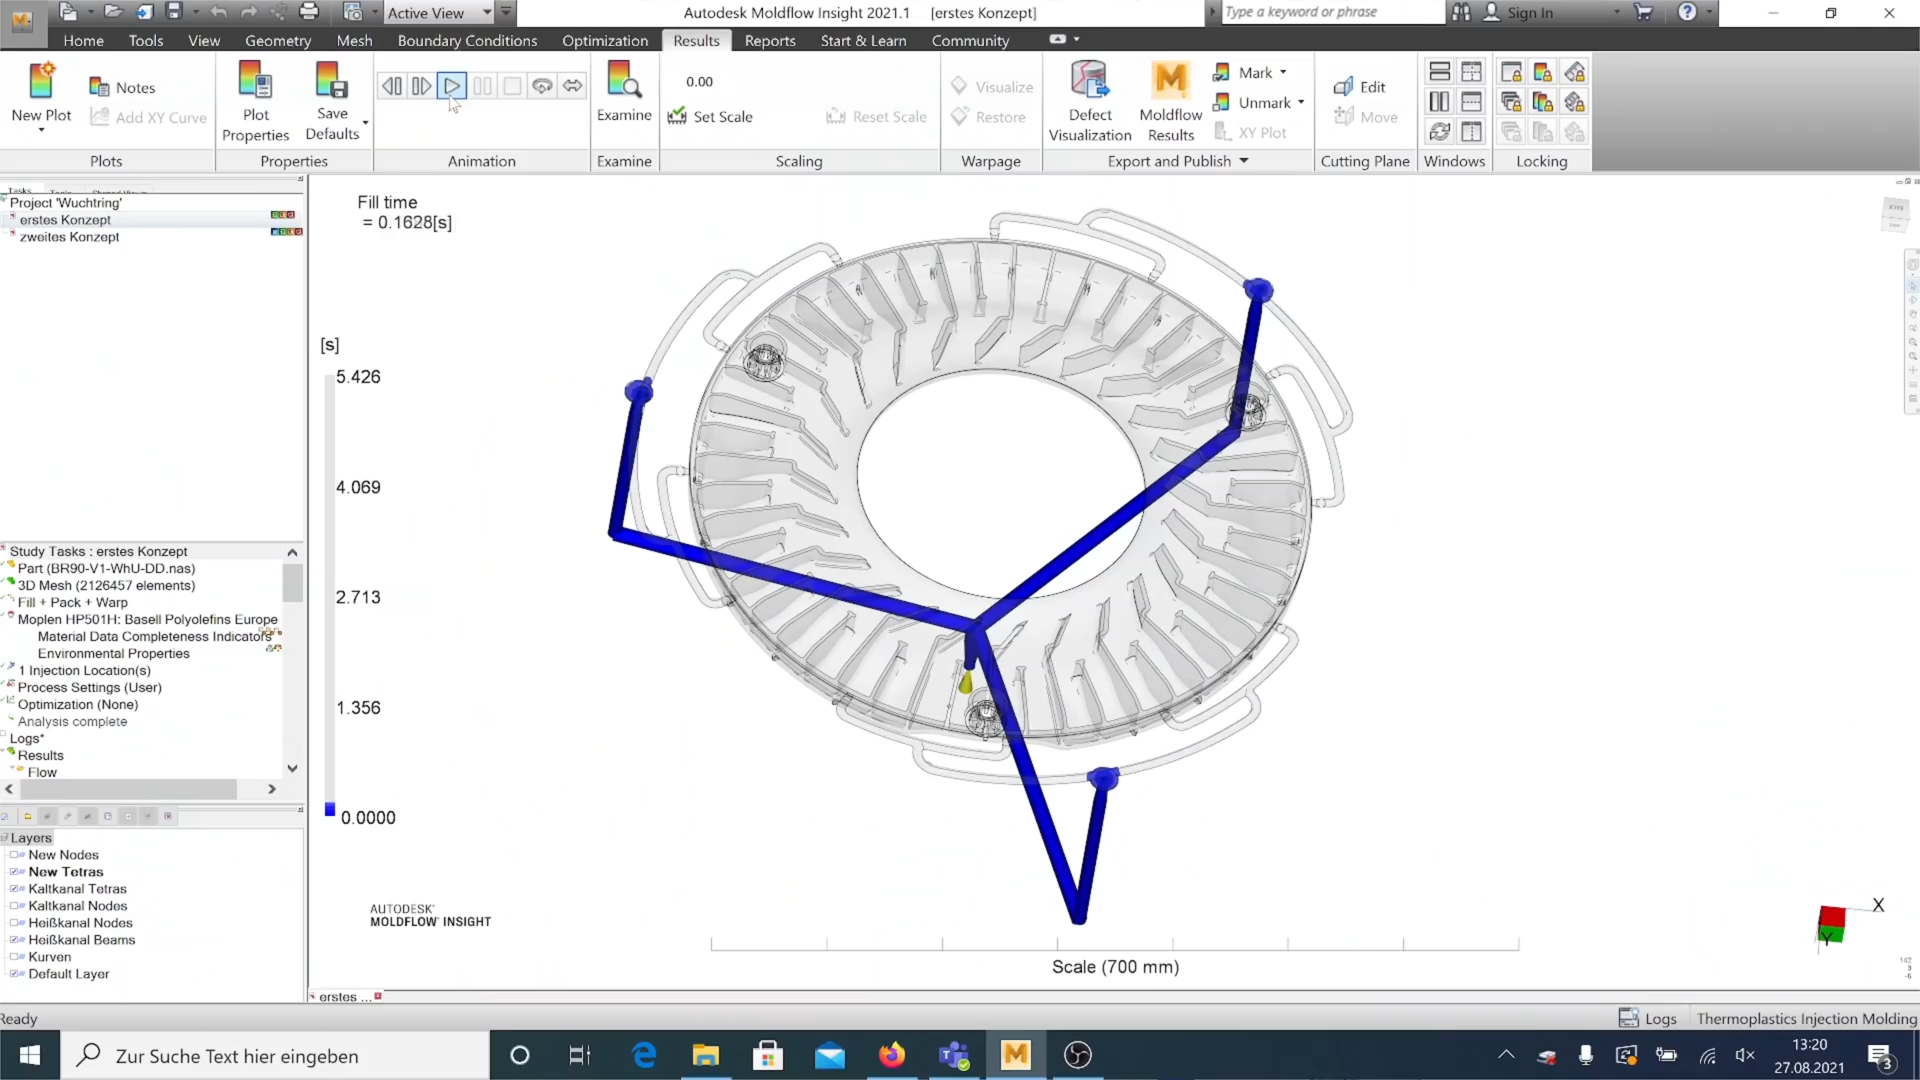 Active View
Autodesk Moldflow Insight 2021.1 [erstes Konzept]
Type a keyword or phrase
Sign In
Home Tools View Geometry Mesh Boundary Conditions Optimization Results Reports Start & Learn Community
New Plot
Notes
Add XY Curve
Plots
Plot Properties
Save Defaults
Properties
Animation
Examine
Examine
0.00
Set Scale
Reset Scale
Scaling
Visualize
Restore
Warpage
Defect Visualization
Moldflow Results
Mark
Unmark
XY Plot
Export and Publish
Edit
Move
Cutting Plane
Windows
Locking
Tasks
Project 'Wuchtring'
erstes Konzept
zweites Konzept
Study Tasks : erstes Konzept
Part (BR90-V1-WhU-DD.nas)
3D Mesh (2126457 elements)
Fill + Pack + Warp
Moplen HP501H: Basell Polyolefins Europe
Material Data Completeness Indicators
Environmental Properties
1 Injection Location(s)
Process Settings (User)
Optimization (None)
Analysis complete
Logs*
Results
Flow
Layers
New Nodes
New Tetras
Kaltkanal Tetras
Kaltkanal Nodes
Heißkanal Nodes
Heißkanal Beams
Kurven
Default Layer
Fill time
= 0.1628[s]
[s]
5.426
4.069
2.713
1.356
0.0000
AUTODESK
MOLDFLOW INSIGHT
Scale (700 mm)
X
Y
erstes ...
Ready
Logs
Thermoplastics Injection Molding
Zur Suche Text hier eingeben
13:20
27.08.2021
3